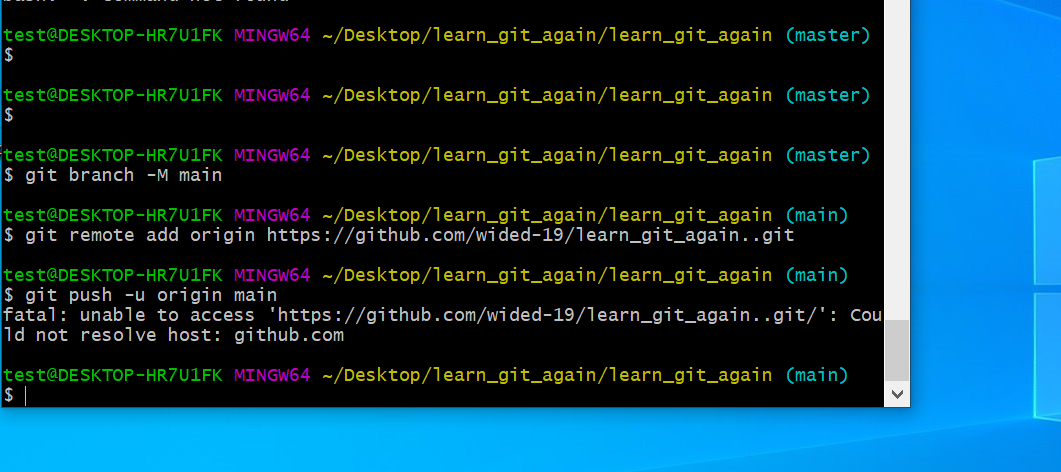 test@DESKTOP-HR7U1FK MINGW64 ~/Desktop/learn_git_again/learn_git_again (master)
$
test@DESKTOP-HR7U1FK MINGW64 ~/Desktop/learn_git_again/learn_git_again (master)
$
test@DESKTOP-HR7U1FK MINGW64 ~/Desktop/learn_git_again/learn_git_again (master)
$ git branch -M main
test@DESKTOP-HR7U1FK MINGW64 ~/Desktop/learn_git_again/learn_git_again (main)
$ git remote add origin https://github.com/wided-19/learn_git_again..git
test@DESKTOP-HR7U1FK MINGW64 ~/Desktop/learn_git_again/learn_git_again (main)
$ git push -u origin main
fatal: unable to access 'https://github.com/wided-19/learn_git_again..git/': Cou
ld not resolve host: github.com
test@DESKTOP-HR7U1FK MINGW64 ~/Desktop/learn_git_again/learn_git_again (main)
$